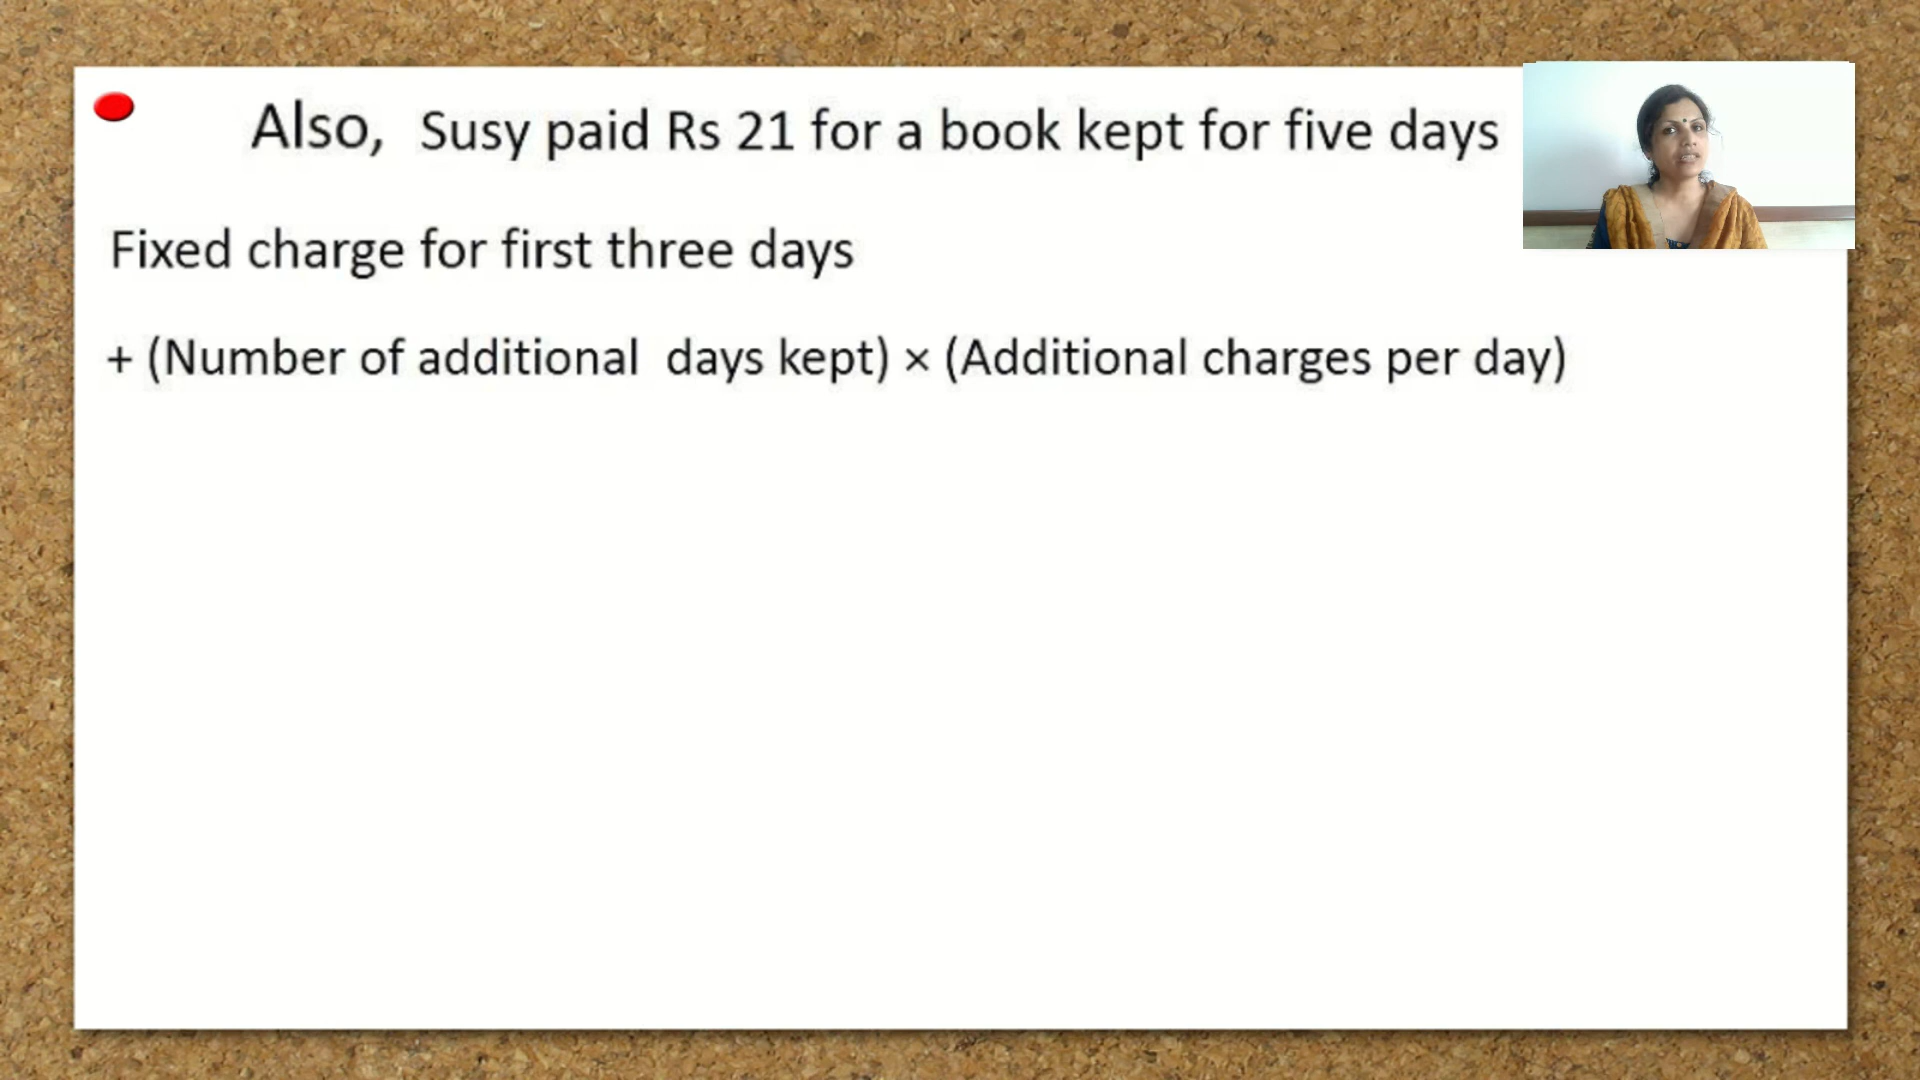 Also, Susy paid Rs 21 for a book kept for five days
Fixed charge for first three days
+ (Number of additional days kept) × (Additional charges per day)